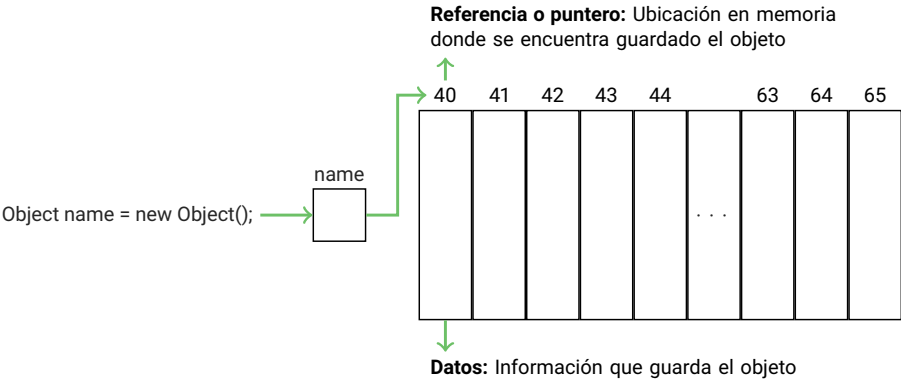 Referencia o puntero: Ubicación en memoria
donde se encuentra guardado el objeto
40 41 42 43 44 63 64 65
name
Object name = new Object();
. . .
Datos: Información que guarda el objeto